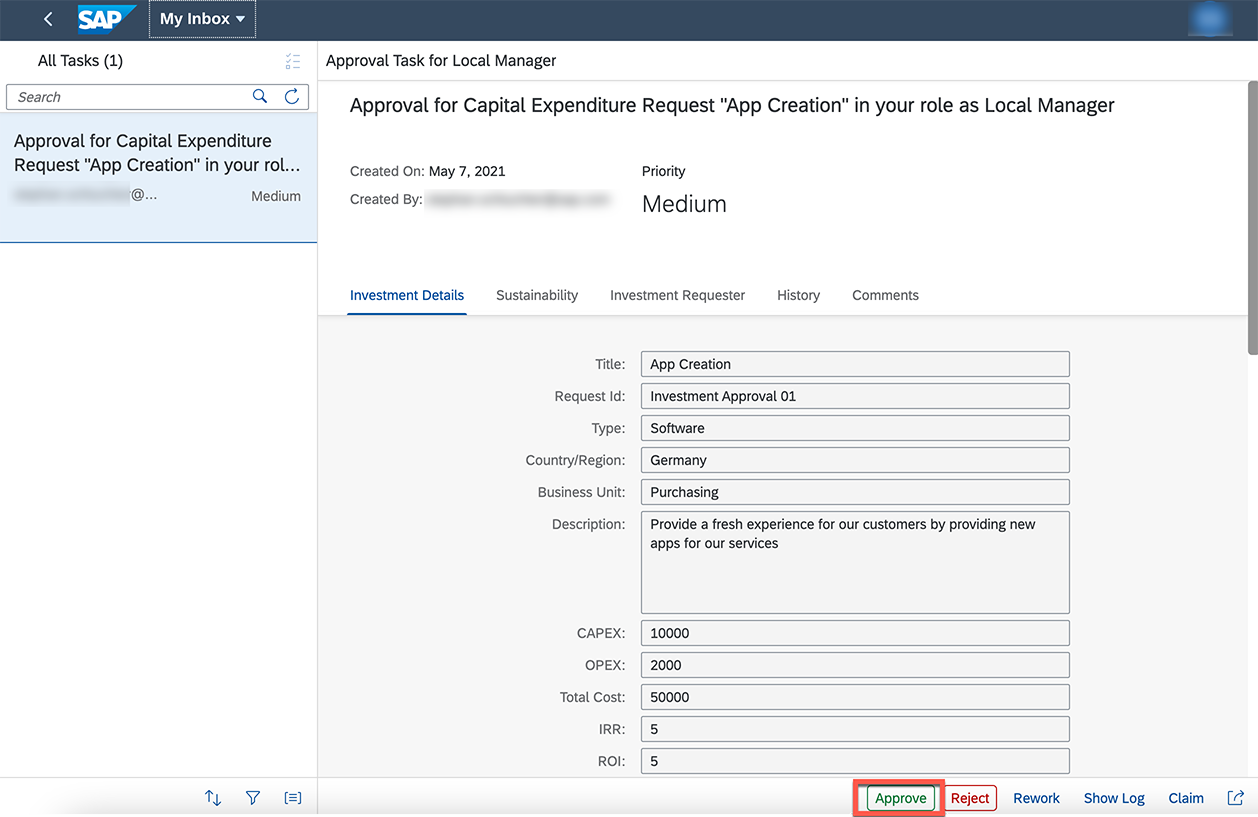 SAP My Inbox
All Tasks (1)
Search
Approval for Capital Expenditure
Request "App Creation" in your rol...
@...
Medium
Approval Task for Local Manager
Approval for Capital Expenditure Request "App Creation" in your role as Local Manager
Created On: May 7, 2021
Created By:
Priority
Medium
Investment Details Sustainability Investment Requester History Comments
Title: App Creation
Request Id: Investment Approval 01
Type: Software
Country/Region: Germany
Business Unit: Purchasing
Description: Provide a fresh experience for our customers by providing new
apps for our services
CAPEX: 10000
OPEX: 2000
Total Cost: 50000
IRR: 5
ROI: 5
Approve Reject Rework Show Log Claim